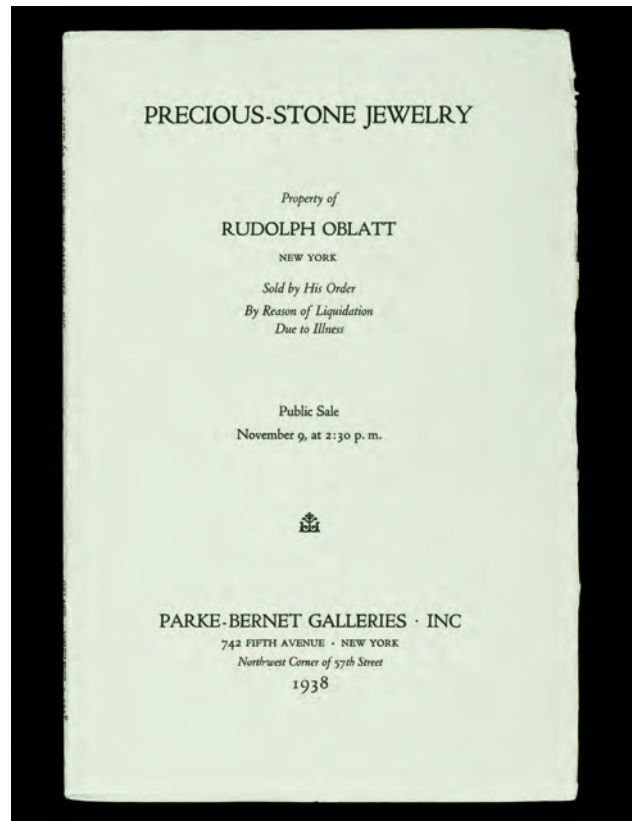 PRECIOUS-STONE JEWELRY
Property of
RUDOLPH OBLATT
NEW YORK
Sold by His Order
By Reason of Liquidation
Due to Illness
Public Sale
November 9, at 2:30 p. m.
PARKE-BERNET GALLERIES · INC
742 FIFTH AVENUE · NEW YORK
Northwest Corner of 57th Street
1938